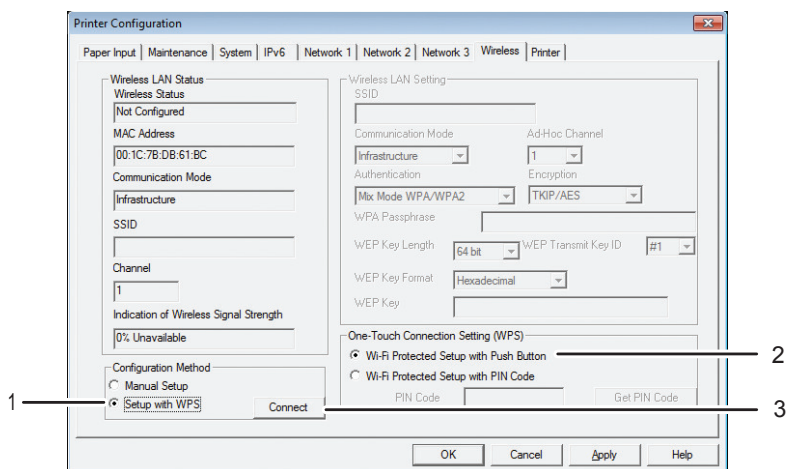 Printer Configuration
Paper Input Maintenance System IPv6 Network 1 Network 2 Network 3 Wireless Printer
Wireless LAN Status
Wireless Status
Not Configured
MAC Address
00:1C:7B:DB:61:BC
Communication Mode
Infrastructure
SSID
Channel
1
Indication of Wireless Signal Strength
0% Unavailable
Configuration Method
Manual Setup
Setup with WPS
Connect
Wireless LAN Setting
SSID
Communication Mode Ad-Hoc Channel
Infrastructure 1
Authentication Encryption
Mix Mode WPA/WPA2 TKIP/AES
WPA Passphrase
WEP Key Length 64 bit WEP Transmit Key ID #1
WEP Key Format Hexadecimal
WEP Key
One-Touch Connection Setting (WPS)
Wi-Fi Protected Setup with Push Button
Wi-Fi Protected Setup with PIN Code
PIN Code Get PIN Code
OK Cancel Apply Help
1
2
3